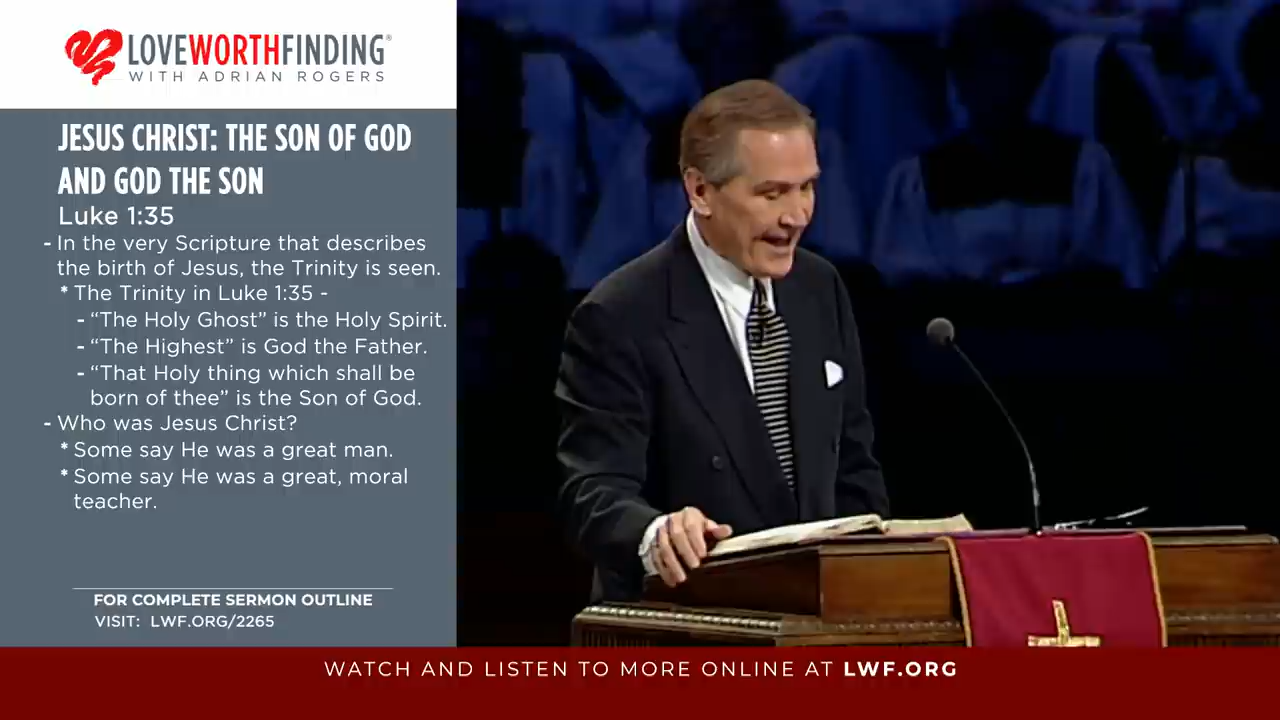 LOVEWORTHFINDING®
WITH ADRIAN ROGERS
JESUS CHRIST: THE SON OF GOD
AND GOD THE SON
Luke 1:35
- In the very Scripture that describes
the birth of Jesus, the Trinity is seen.
* The Trinity in Luke 1:35 -
- “The Holy Ghost” is the Holy Spirit.
- “The Highest” is God the Father.
- “That Holy thing which shall be
born of thee” is the Son of God.
- Who was Jesus Christ?
* Some say He was a great man.
* Some say He was a great, moral
teacher.
FOR COMPLETE SERMON OUTLINE
VISIT: LWF.ORG/2265
WATCH AND LISTEN TO MORE ONLINE AT LWF.ORG